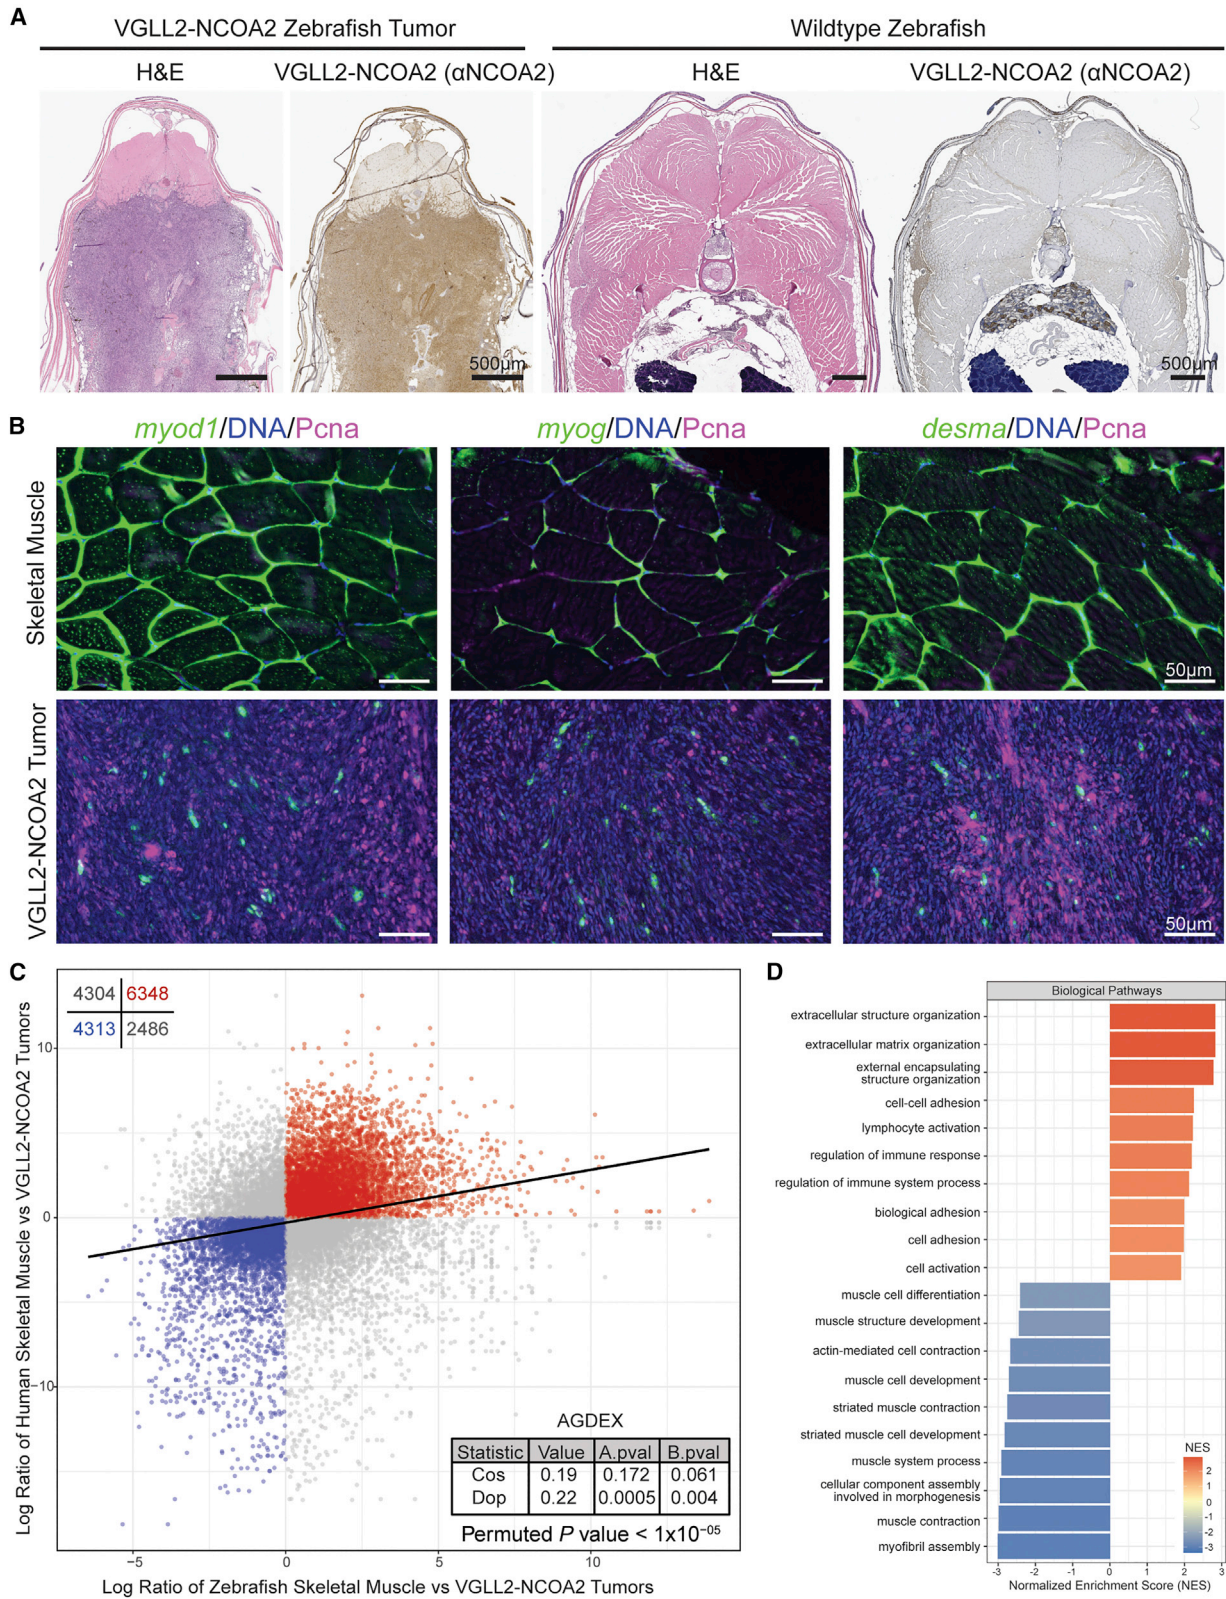 A
VGLL2-NCOA2 Zebrafish Tumor
Wildtype Zebrafish
H&E
VGLL2-NCOA2 (αNCOA2)
H&E
VGLL2-NCOA2 (αNCOA2)
500µm
500µm
B
myod1/DNA/Pcna
myog/DNA/Pcna
desma/DNA/Pcna
Skeletal Muscle
50µm
VGLL2-NCOA2 Tumor
50µm
C
4304 6348
4313 2486
Log Ratio of Human Skeletal Muscle vs VGLL2-NCOA2 Tumors
10
0
−10
AGDEX
Statistic Value A.pval B.pval
Cos 0.19 0.172 0.061
Dop 0.22 0.0005 0.004
Permuted P value < 1x10⁻⁰⁵
−5 0 5 10
Log Ratio of Zebrafish Skeletal Muscle vs VGLL2-NCOA2 Tumors
D
Biological Pathways
extracellular structure organization
extracellular matrix organization
external encapsulating
structure organization
cell-cell adhesion
lymphocyte activation
regulation of immune response
regulation of immune system process
biological adhesion
cell adhesion
cell activation
muscle cell differentiation
muscle structure development
actin-mediated cell contraction
muscle cell development
striated muscle contraction
striated muscle cell development
muscle system process
cellular component assembly
involved in morphogenesis
muscle contraction
myofibril assembly
NES
2
1
0
-1
-2
-3
-3 -2 -1 0 1 2 3
Normalized Enrichment Score (NES)